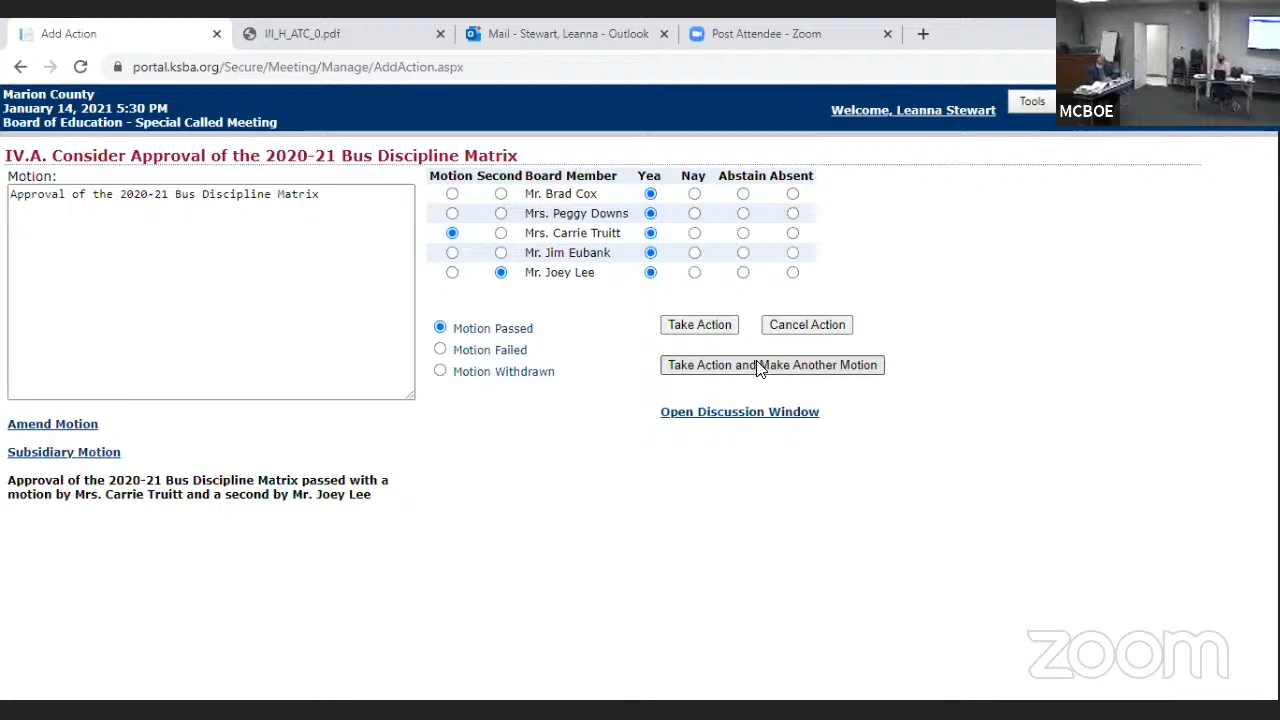 Add Action
III_H_ATC_0.pdf
Mail - Stewart, Leanna - Outlook
Post Attendee - Zoom
portal.ksba.org/Secure/Meeting/Manage/AddAction.aspx
Marion County
January 14, 2021 5:30 PM
Board of Education - Special Called Meeting
Welcome, Leanna Stewart
Tools
MCBOE
IV.A. Consider Approval of the 2020-21 Bus Discipline Matrix
Motion:
Approval of the 2020-21 Bus Discipline Matrix
Motion Second Board Member Yea Nay Abstain Absent
Mr. Brad Cox
Mrs. Peggy Downs
Mrs. Carrie Truitt
Mr. Jim Eubank
Mr. Joey Lee
Motion Passed
Motion Failed
Motion Withdrawn
Take Action
Cancel Action
Take Action and Make Another Motion
Open Discussion Window
Amend Motion
Subsidiary Motion
Approval of the 2020-21 Bus Discipline Matrix passed with a
motion by Mrs. Carrie Truitt and a second by Mr. Joey Lee
zoom